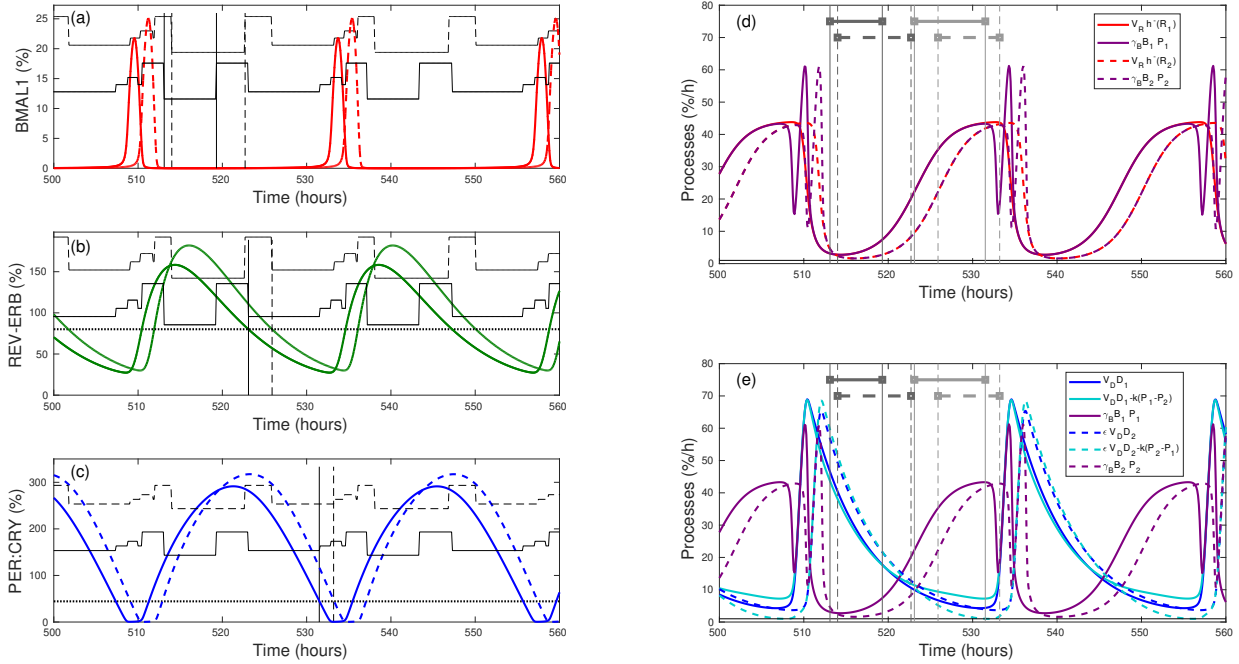 (a)
BMAL1 (%)
25
20
15
10
5
0
500 510 520 530 540 550 560
Time (hours)
(b)
REV-ERB (%)
150
100
50
0
500 510 520 530 540 550 560
Time (hours)
(c)
PER:CRY (%)
300
200
100
0
500 510 520 530 540 550 560
Time (hours)
(d)
Processes (%/h)
80
70
60
50
40
30
20
10
0
500 510 520 530 540 550 560
Time (hours)
V_R h^-(R_1)
γ_B B_1 P_1
V_R h^-(R_2)
γ_B B_2 P_2
(e)
Processes (%/h)
80
70
60
50
40
30
20
10
0
500 510 520 530 540 550 560
Time (hours)
V_D D_1
V_D D_1-k(P_1-P_2)
γ_B B_1 P_1
ϵ V_D D_2
ϵ V_D D_2-k(P_2-P_1)
γ_B B_2 P_2